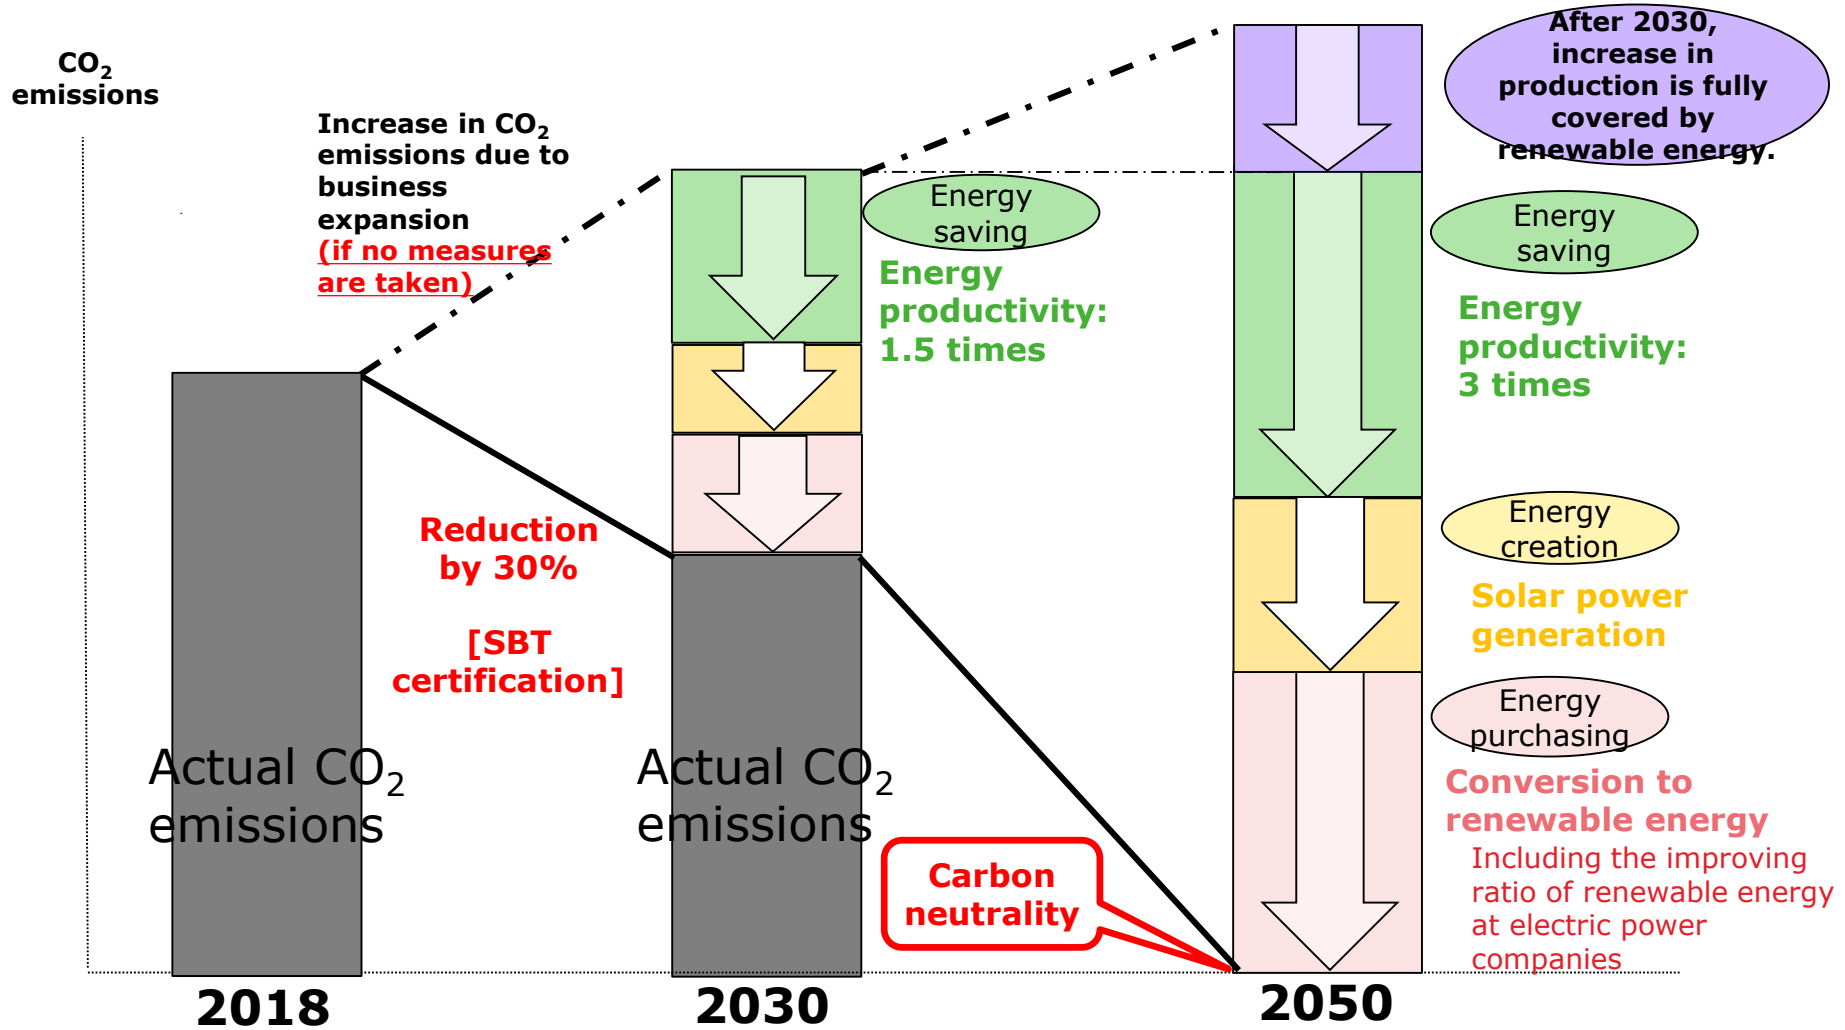 CO₂
emissions
Increase in CO₂
emissions due to
business
expansion
(if no measures
are taken)
After 2030,
increase in
production is fully
covered by
renewable energy.
Energy
saving
Energy
productivity:
1.5 times
Energy
saving
Energy
productivity:
3 times
Reduction
by 30%
[SBT
certification]
Energy
creation
Solar power
generation
Energy
purchasing
Conversion to
renewable energy
Including the improving
ratio of renewable energy
at electric power
companies
Actual CO₂
emissions
Actual CO₂
emissions
Carbon
neutrality
2018
2030
2050